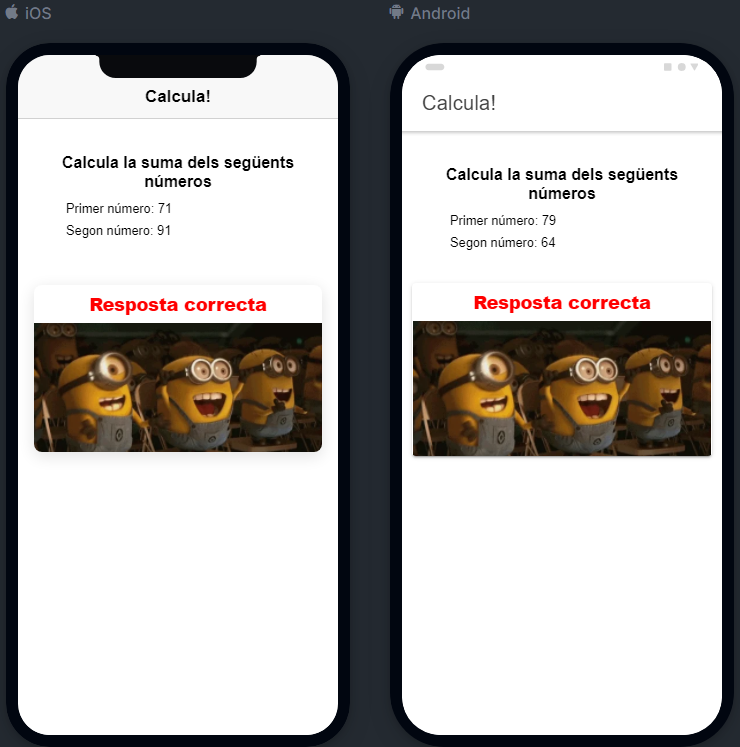 iOS
Calcula!
Calcula la suma dels següents
números
Primer número: 71
Segon número: 91
Resposta correcta
Android
Calcula!
Calcula la suma dels següents
números
Primer número: 79
Segon número: 64
Resposta correcta